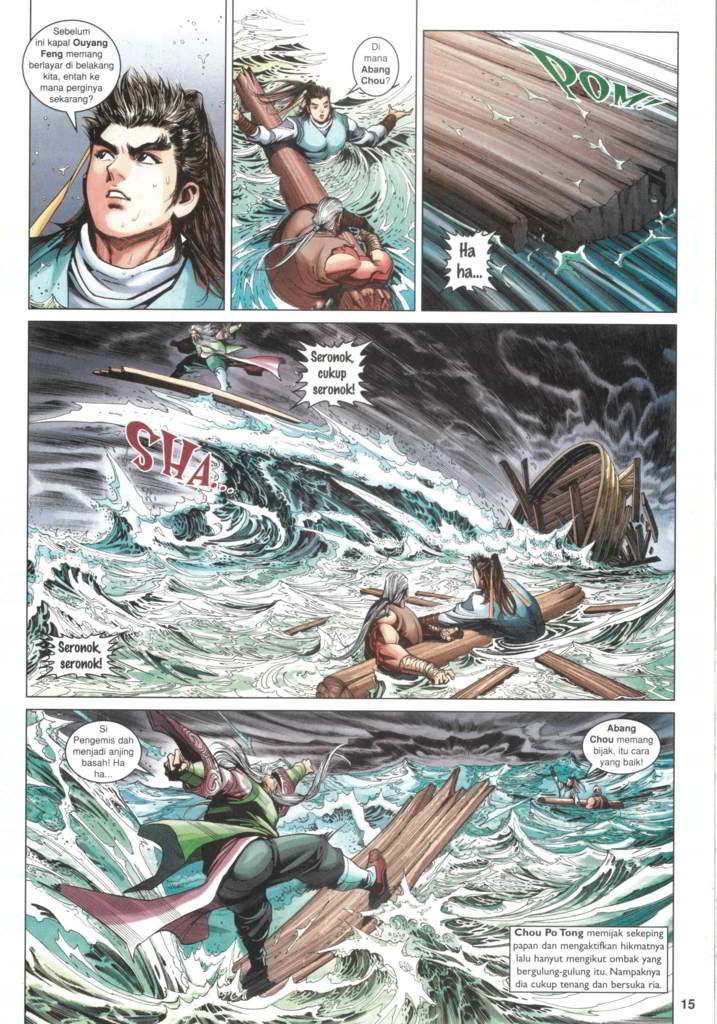 Sebelum
ini kapal Ouyang
Feng memang
berlayar di belakang
kita, entah ke
mana perginya
sekarang?
Di
mana
Abang
Chou?
POM!
Ha
ha...
Seronok,
cukup
seronok!
SHA...
Seronok,
seronok!
Si
Pengemis dah
menjadi anjing
basah! Ha
ha...
Abang
Chou memang
bijak, itu cara
yang baik!
Chou Po Tong memijak sekeping
papan dan mengaktifkan hikmatnya
lalu hanyut mengikut ombak yang
bergulung-gulung itu. Nampaknya
dia cukup tenang dan bersuka ria.
15